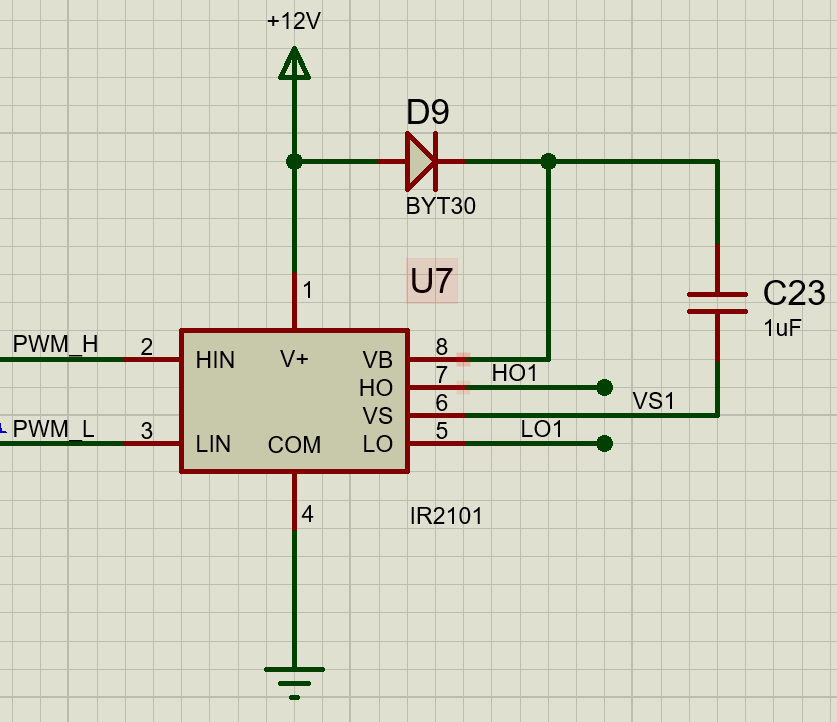 +12V
D9
BYT30
U7
1
C23
1uF
PWM_H
2
HIN
V+
VB
8
7
HO1
HO
VS
6
VS1
PWM_L
3
LIN
COM
LO
5
LO1
4
IR2101